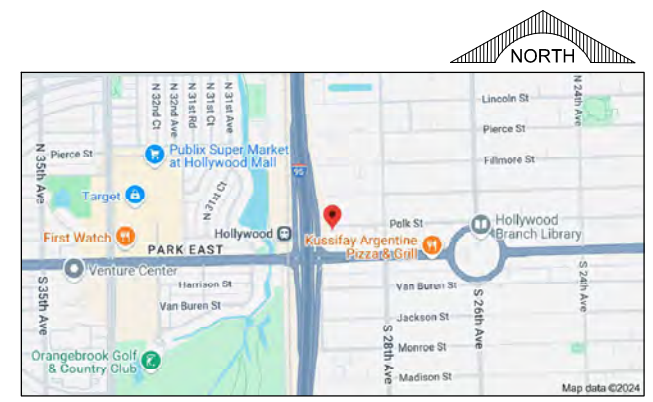 NORTH
N 35th Ave
Pierce St
N 32nd Ct
N 32nd Ave
N 31st Rd
N 31st Ct
N 31st Ave
Publix Super Market
at Hollywood Mall
Target
N 31st Ct
First Watch
PARK EAST
Hollywood
Venture Center
Harrison St
Van Buren St
S 35th Ave
Orangebrook Golf
& Country Club
95
Lincoln St
Pierce St
Fillmore St
N 24th Ave
Polk St
Kussifay Argentine
Pizza & Grill
Hollywood
Branch Library
Van Buren St
Jackson St
Monroe St
Madison St
S 28th Ave
S 26th Ave
S 24th Ave
Map data ©2024